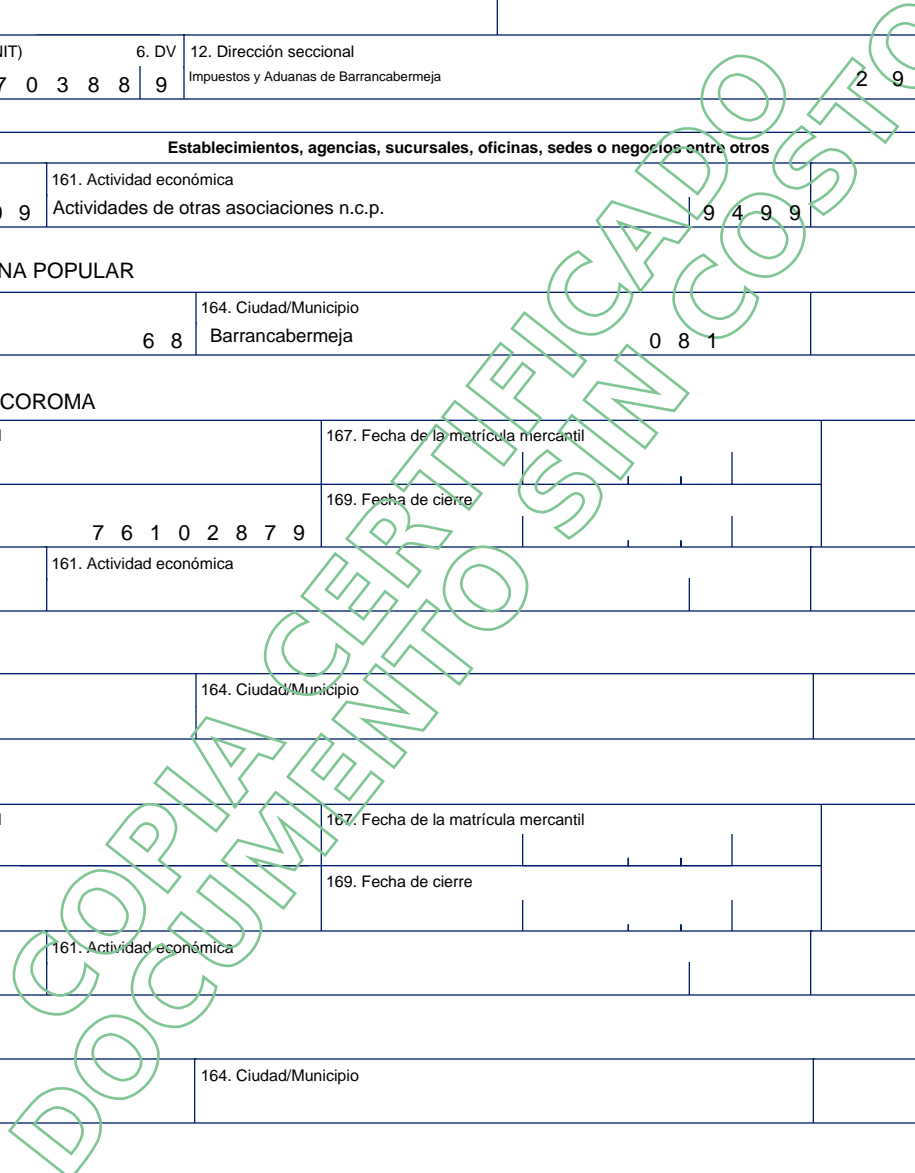 NIT) 6. DV 12. Dirección seccional
7 0 3 8 8 9 Impuestos y Aduanas de Barrancabermeja 2 9
Establecimientos, agencias, sucursales, oficinas, sedes o negocios entre otros
161. Actividad económica
9 Actividades de otras asociaciones n.c.p. 9 4 9 9
NA POPULAR
164. Ciudad/Municipio
6 8 Barrancabermeja 0 8 1
COROMA
167. Fecha de la matrícula mercantil
169. Fecha de cierre
7 6 1 0 2 8 7 9
161. Actividad económica
164. Ciudad/Municipio
167. Fecha de la matrícula mercantil
169. Fecha de cierre
161. Actividad económica
164. Ciudad/Municipio
COPIA CERTIFICADO
DOCUMENTO SIN COSTO